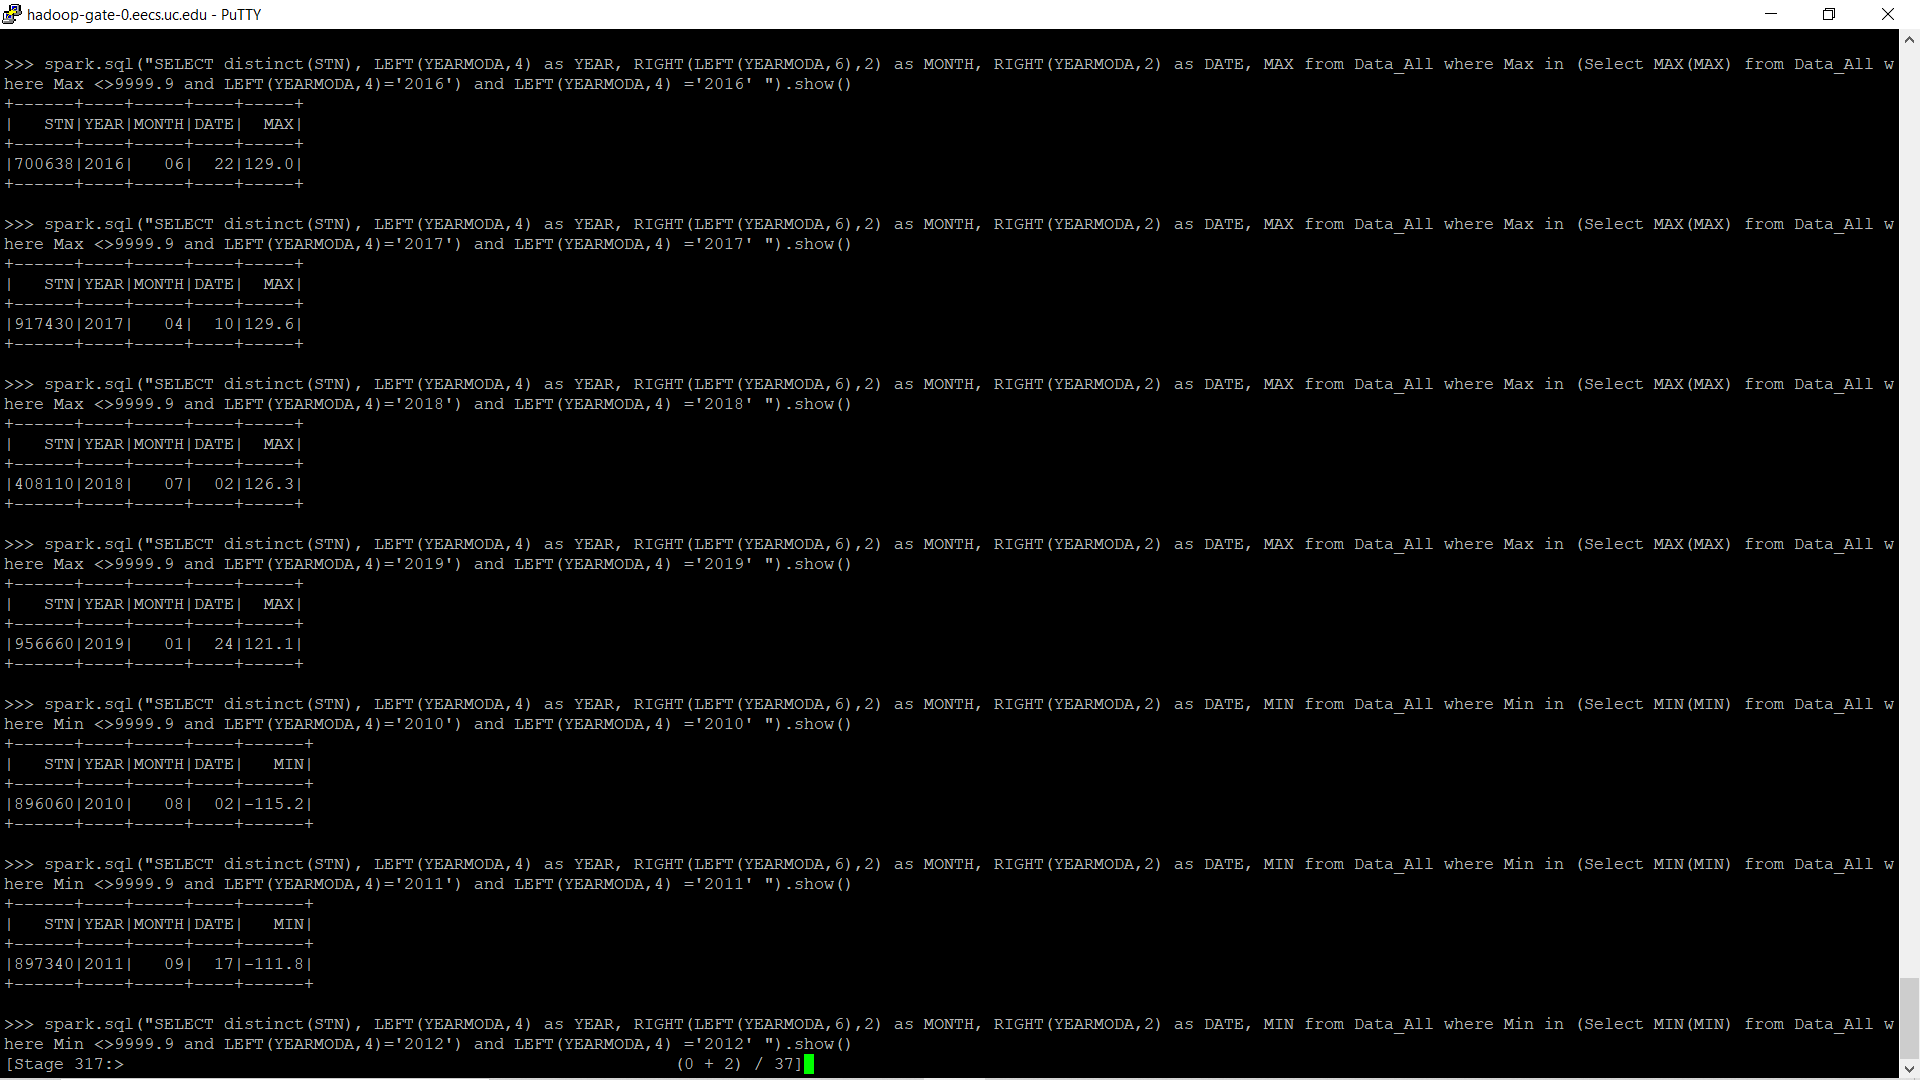 hadoop-gate-0.eecs.uc.edu - PuTTY
>>> spark.sql("SELECT distinct(STN), LEFT(YEARMODA,4) as YEAR, RIGHT(LEFT(YEARMODA,6),2) as MONTH, RIGHT(YEARMODA,2) as DATE, MAX from Data_All where Max in (Select MAX(MAX) from Data_All w
here Max <>9999.9 and LEFT(YEARMODA,4)='2016') and LEFT(YEARMODA,4) ='2016' ").show()
+------+----+-----+----+-----+
|   STN|YEAR|MONTH|DATE|  MAX|
+------+----+-----+----+-----+
|700638|2016|   06|  22|129.0|
+------+----+-----+----+-----+
>>> spark.sql("SELECT distinct(STN), LEFT(YEARMODA,4) as YEAR, RIGHT(LEFT(YEARMODA,6),2) as MONTH, RIGHT(YEARMODA,2) as DATE, MAX from Data_All where Max in (Select MAX(MAX) from Data_All w
here Max <>9999.9 and LEFT(YEARMODA,4)='2017') and LEFT(YEARMODA,4) ='2017' ").show()
+------+----+-----+----+-----+
|   STN|YEAR|MONTH|DATE|  MAX|
+------+----+-----+----+-----+
|917430|2017|   04|  10|129.6|
+------+----+-----+----+-----+
>>> spark.sql("SELECT distinct(STN), LEFT(YEARMODA,4) as YEAR, RIGHT(LEFT(YEARMODA,6),2) as MONTH, RIGHT(YEARMODA,2) as DATE, MAX from Data_All where Max in (Select MAX(MAX) from Data_All w
here Max <>9999.9 and LEFT(YEARMODA,4)='2018') and LEFT(YEARMODA,4) ='2018' ").show()
+------+----+-----+----+-----+
|   STN|YEAR|MONTH|DATE|  MAX|
+------+----+-----+----+-----+
|408110|2018|   07|  02|126.3|
+------+----+-----+----+-----+
>>> spark.sql("SELECT distinct(STN), LEFT(YEARMODA,4) as YEAR, RIGHT(LEFT(YEARMODA,6),2) as MONTH, RIGHT(YEARMODA,2) as DATE, MAX from Data_All where Max in (Select MAX(MAX) from Data_All w
here Max <>9999.9 and LEFT(YEARMODA,4)='2019') and LEFT(YEARMODA,4) ='2019' ").show()
+------+----+-----+----+-----+
|   STN|YEAR|MONTH|DATE|  MAX|
+------+----+-----+----+-----+
|956660|2019|   01|  24|121.1|
+------+----+-----+----+-----+
>>> spark.sql("SELECT distinct(STN), LEFT(YEARMODA,4) as YEAR, RIGHT(LEFT(YEARMODA,6),2) as MONTH, RIGHT(YEARMODA,2) as DATE, MIN from Data_All where Min in (Select MIN(MIN) from Data_All w
here Min <>9999.9 and LEFT(YEARMODA,4)='2010') and LEFT(YEARMODA,4) ='2010' ").show()
+------+----+-----+----+------+
|   STN|YEAR|MONTH|DATE|   MIN|
+------+----+-----+----+------+
|896060|2010|   08|  02|-115.2|
+------+----+-----+----+------+
>>> spark.sql("SELECT distinct(STN), LEFT(YEARMODA,4) as YEAR, RIGHT(LEFT(YEARMODA,6),2) as MONTH, RIGHT(YEARMODA,2) as DATE, MIN from Data_All where Min in (Select MIN(MIN) from Data_All w
here Min <>9999.9 and LEFT(YEARMODA,4)='2011') and LEFT(YEARMODA,4) ='2011' ").show()
+------+----+-----+----+------+
|   STN|YEAR|MONTH|DATE|   MIN|
+------+----+-----+----+------+
|897340|2011|   09|  17|-111.8|
+------+----+-----+----+------+
>>> spark.sql("SELECT distinct(STN), LEFT(YEARMODA,4) as YEAR, RIGHT(LEFT(YEARMODA,6),2) as MONTH, RIGHT(YEARMODA,2) as DATE, MIN from Data_All where Min in (Select MIN(MIN) from Data_All w
here Min <>9999.9 and LEFT(YEARMODA,4)='2012') and LEFT(YEARMODA,4) ='2012' ").show()
[Stage 317:>                                                       (0 + 2) / 37]